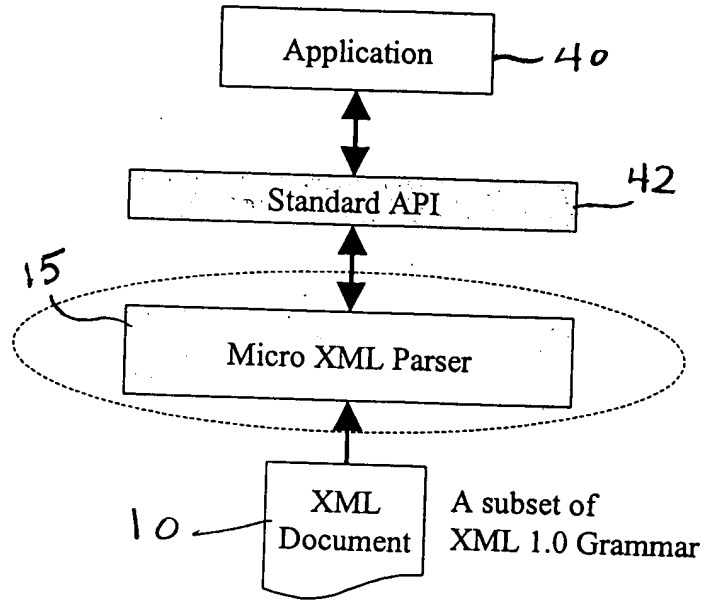 Application
40
Standard API
42
15
Micro XML Parser
10
XML
Document
A subset of
XML 1.0 Grammar